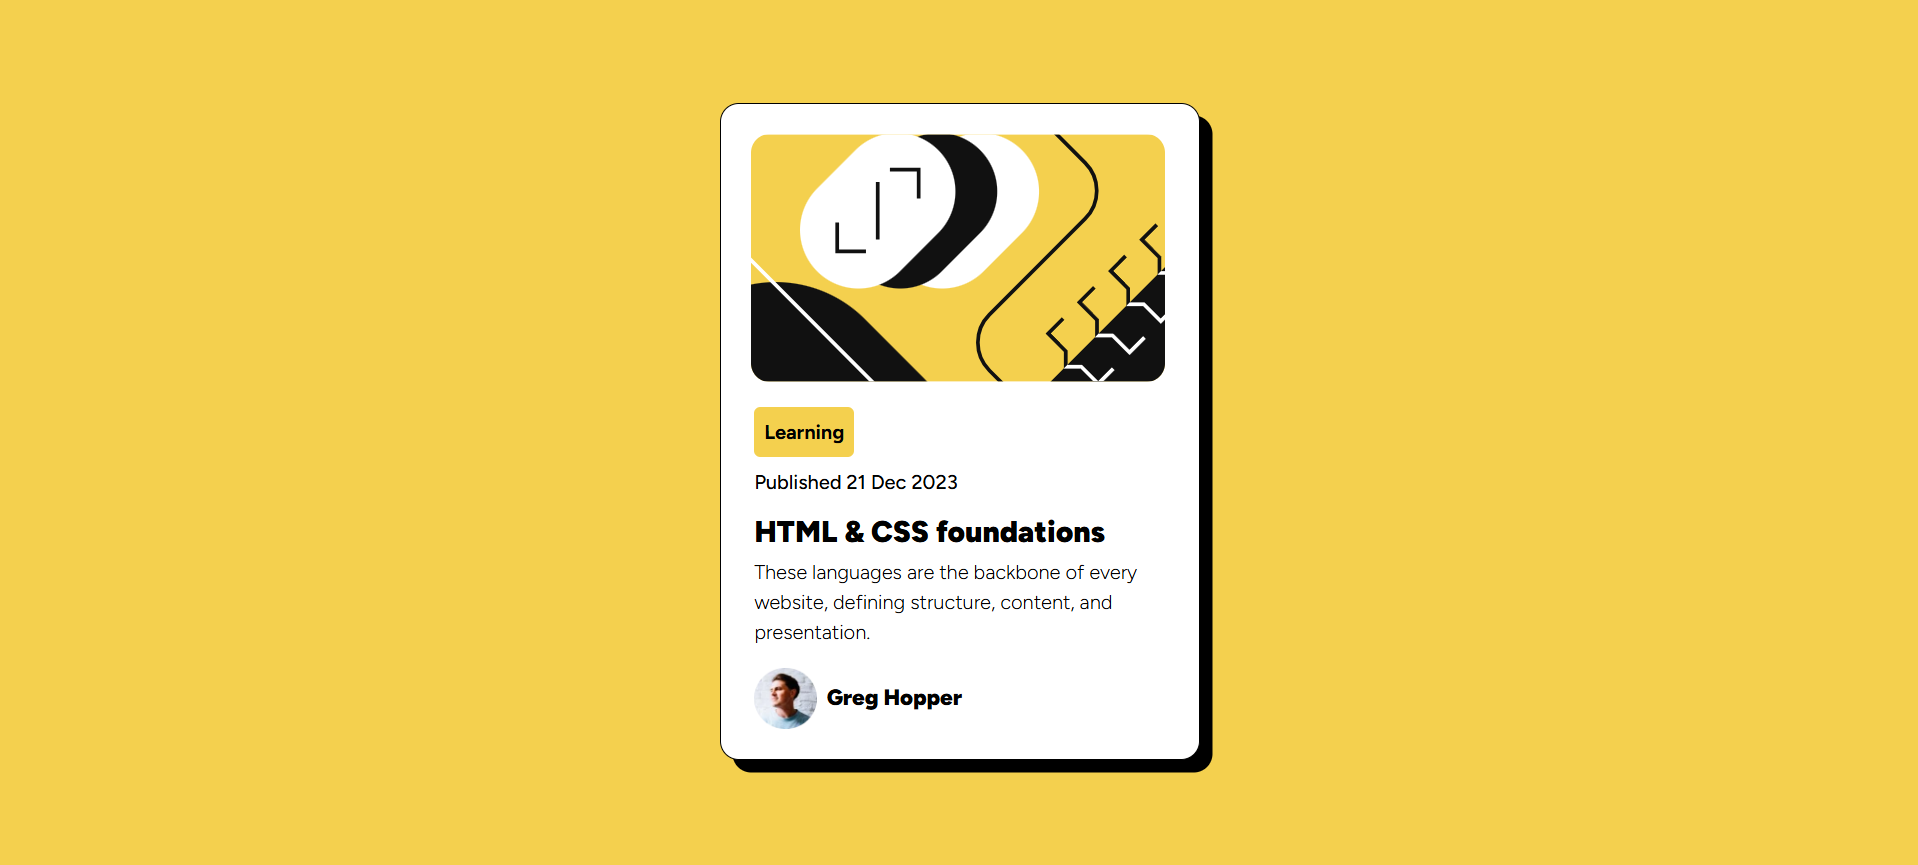 Learning
Published 21 Dec 2023
HTML & CSS foundations
These languages are the backbone of every
website, defining structure, content, and
presentation.
Greg Hopper